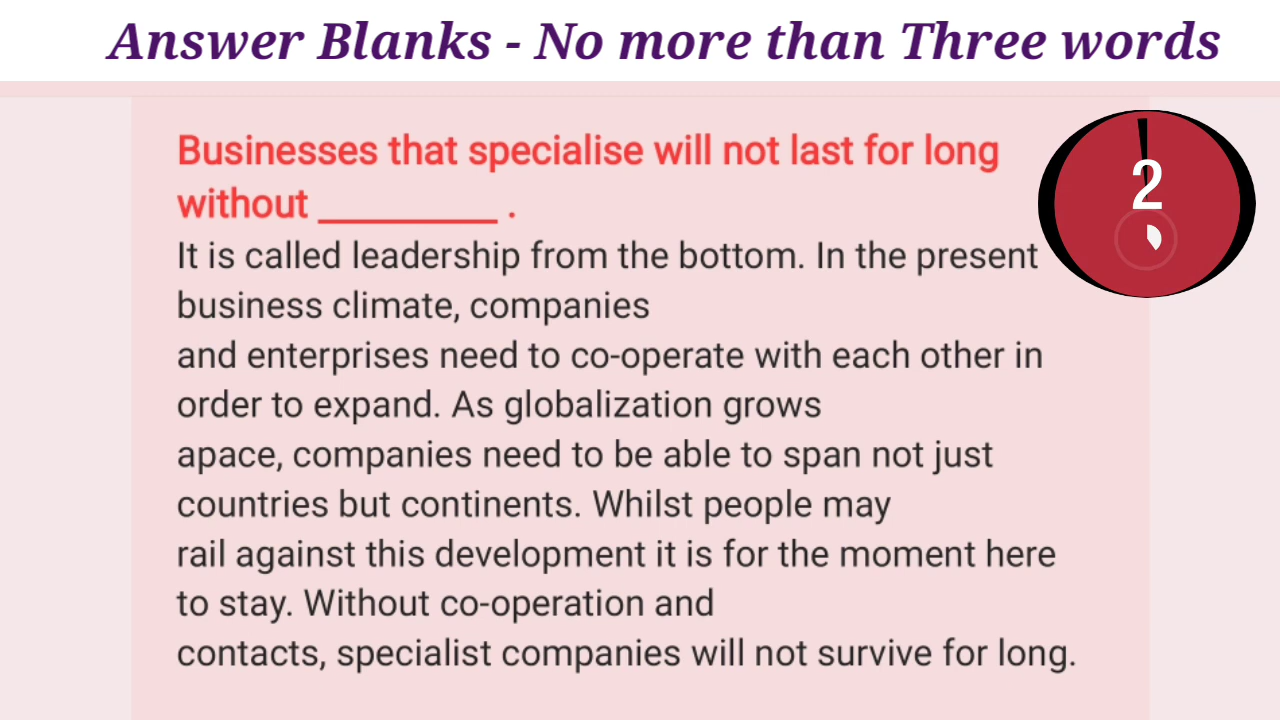 Answer Blanks - No more than Three words
Businesses that specialise will not last for long
without _________ .
2
It is called leadership from the bottom. In the present
business climate, companies
and enterprises need to co-operate with each other in
order to expand. As globalization grows
apace, companies need to be able to span not just
countries but continents. Whilst people may
rail against this development it is for the moment here
to stay. Without co-operation and
contacts, specialist companies will not survive for long.